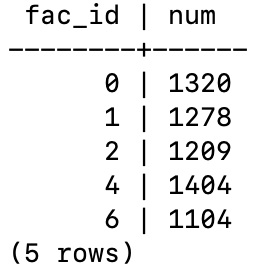 fac_id | num
--------+------
      0 | 1320
      1 | 1278
      2 | 1209
      4 | 1404
      6 | 1104
(5 rows)